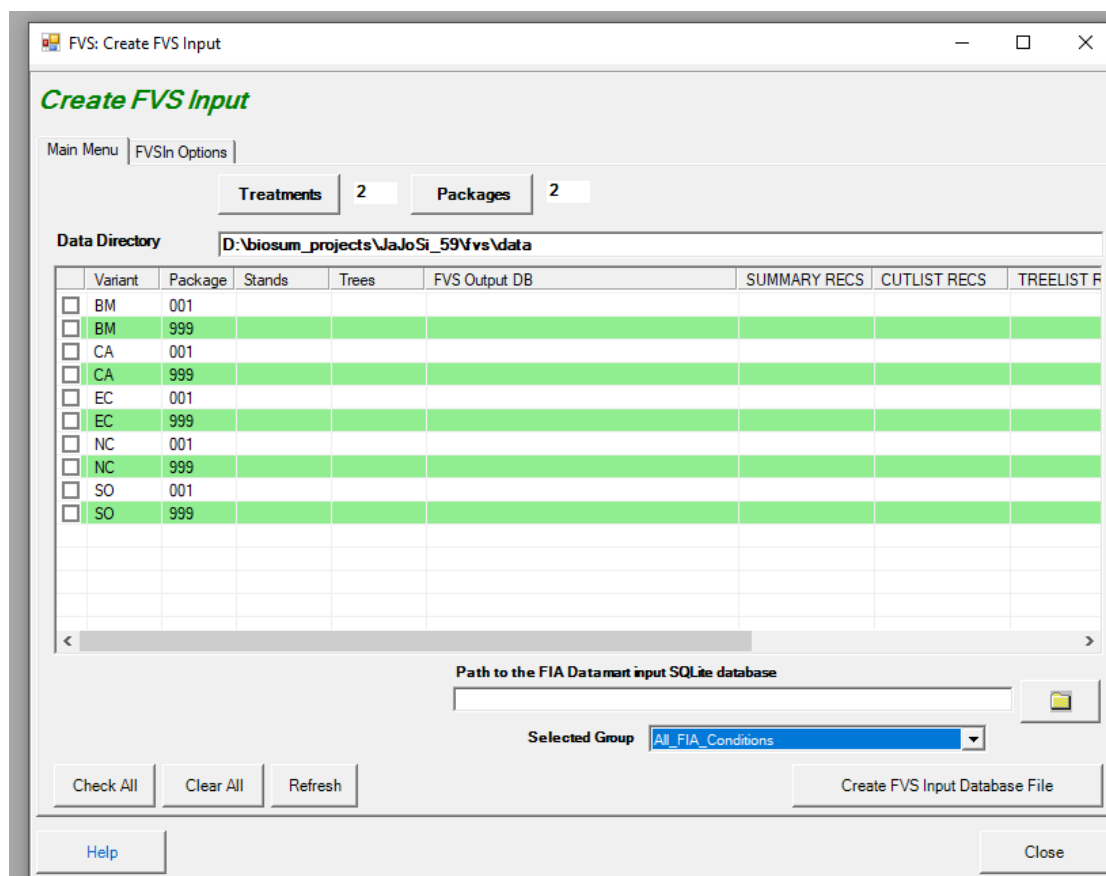 FVS: Create FVS Input
Create FVS Input
Main Menu FVSIn Options
Treatments 2 Packages 2
Data Directory D:\biosum_projects\JaJoSi_59\fvs\data
Variant Package Stands Trees FVS Output DB SUMMARY RECS CUTLIST RECS TREELIST R
BM 001
BM 999
CA 001
CA 999
EC 001
EC 999
NC 001
NC 999
SO 001
SO 999
Path to the FIA Datamart input SQLite database
Selected Group All_FIA_Conditions
Check All Clear All Refresh Create FVS Input Database File
Help Close